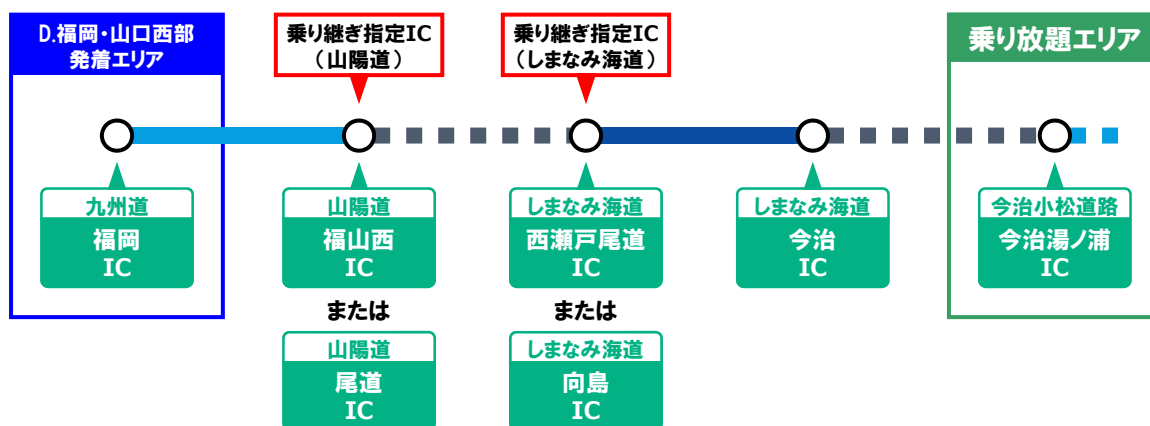 D.福岡・山口西部
発着エリア
乗り継ぎ指定IC
（山陽道）
乗り継ぎ指定IC
（しまなみ海道）
乗り放題エリア
九州道
福岡
IC
山陽道
福山西
IC
または
山陽道
尾道
IC
しまなみ海道
西瀬戸尾道
IC
または
しまなみ海道
向島
IC
しまなみ海道
今治
IC
今治小松道路
今治湯ノ浦
IC